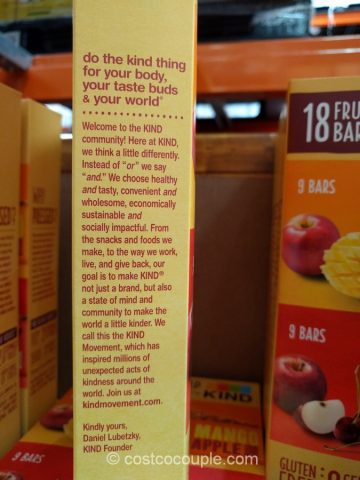 do the kind thing
for your body,
your taste buds
& your world®
Welcome to the KIND
community! Here at KIND,
we think a little differently.
Instead of "or" we say
"and." We choose healthy
and tasty, convenient and
wholesome, economically
sustainable and
socially impactful. From
the snacks and foods we
make, to the way we work,
live, and give back, our
goal is to make KIND®
not just a brand, but also
a state of mind and
community to make the
world a little kinder. We
call this the KIND
Movement, which has
inspired millions of
unexpected acts of
kindness around the
world. Join us at
kindmovement.com.
Kindly yours,
Daniel Lubetzky,
KIND Founder
18 FRU
BAR
9 BARS
9 BARS
GLUTEN
FREE
KIND
MANGO
APPLE
costcocouple.com